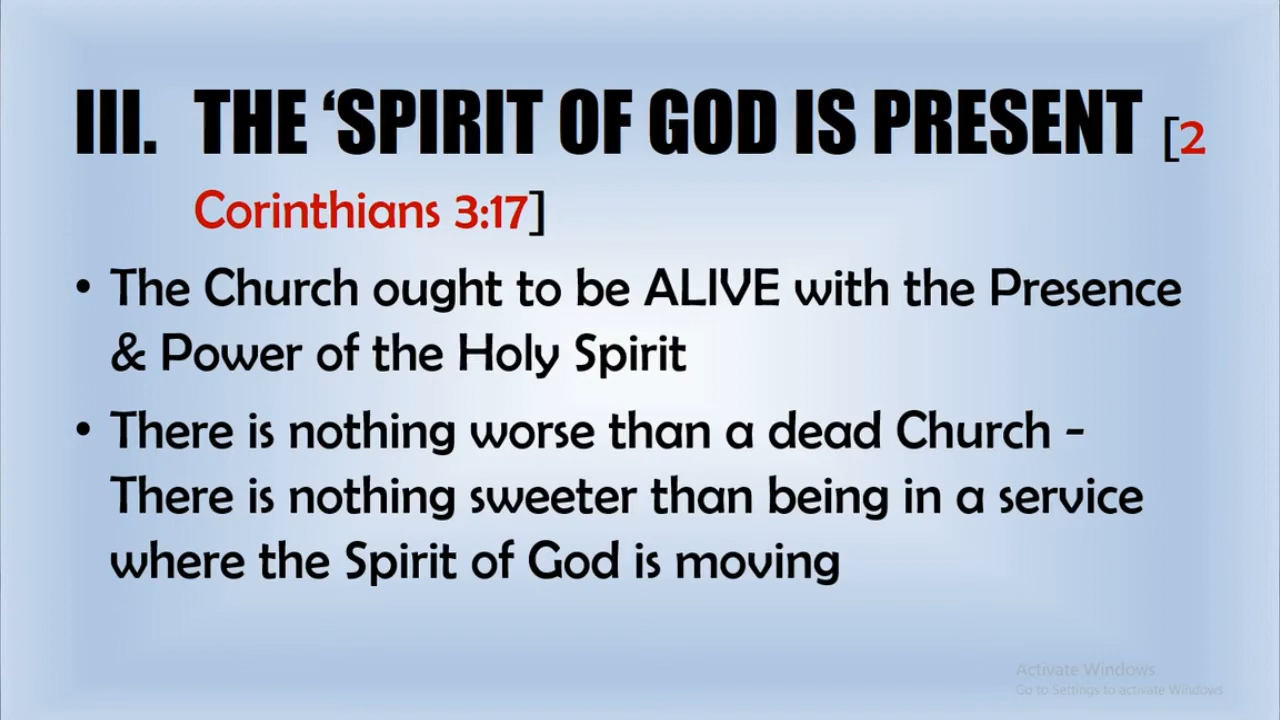 III. THE ‘SPIRIT OF GOD IS PRESENT [2
Corinthians 3:17]
• The Church ought to be ALIVE with the Presence
& Power of the Holy Spirit
• There is nothing worse than a dead Church -
There is nothing sweeter than being in a service
where the Spirit of God is moving
Activate Windows
Go to Settings to activate Windows